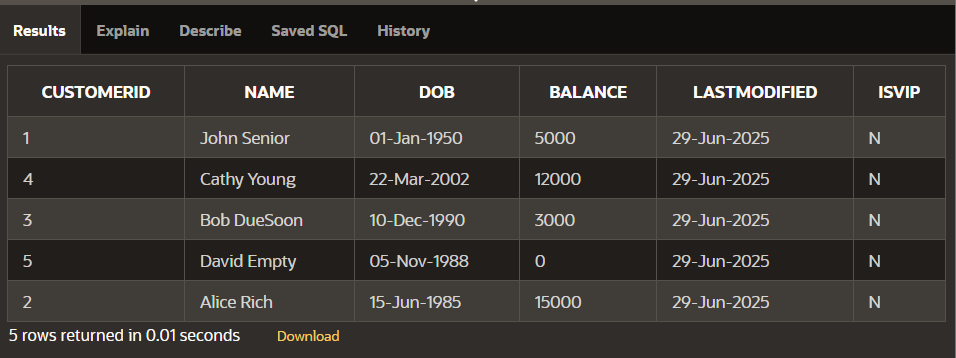 Results Explain Describe Saved SQL History
CUSTOMERID NAME DOB BALANCE LASTMODIFIED ISVIP
1 John Senior 01-Jan-1950 5000 29-Jun-2025 N
4 Cathy Young 22-Mar-2002 12000 29-Jun-2025 N
3 Bob DueSoon 10-Dec-1990 3000 29-Jun-2025 N
5 David Empty 05-Nov-1988 0 29-Jun-2025 N
2 Alice Rich 15-Jun-1985 15000 29-Jun-2025 N
5 rows returned in 0.01 seconds Download